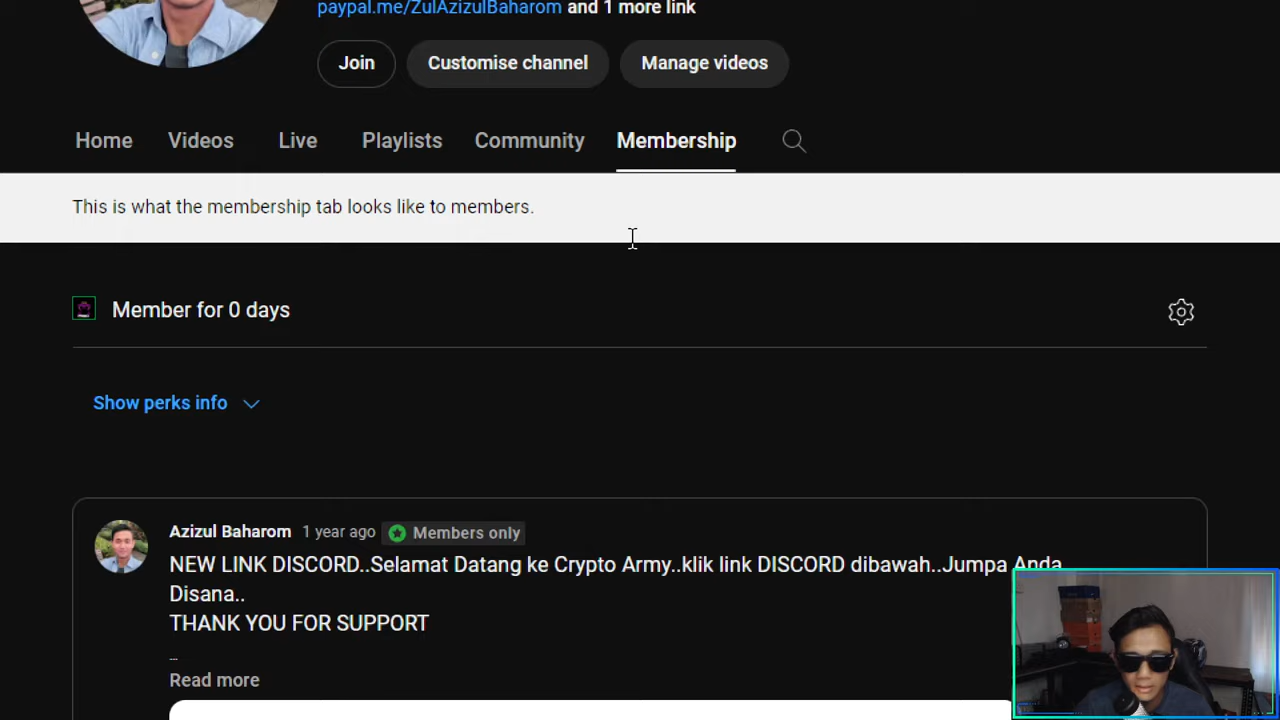 paypal.me/ZulAzizulBaharom and 1 more link
Join Customise channel Manage videos
Home Videos Live Playlists Community Membership
This is what the membership tab looks like to members.
Member for 0 days
Show perks info
Azizul Baharom 1 year ago Members only
NEW LINK DISCORD..Selamat Datang ke Crypto Army..klik link DISCORD dibawah..Jumpa Anda
Disana..
THANK YOU FOR SUPPORT
...
Read more